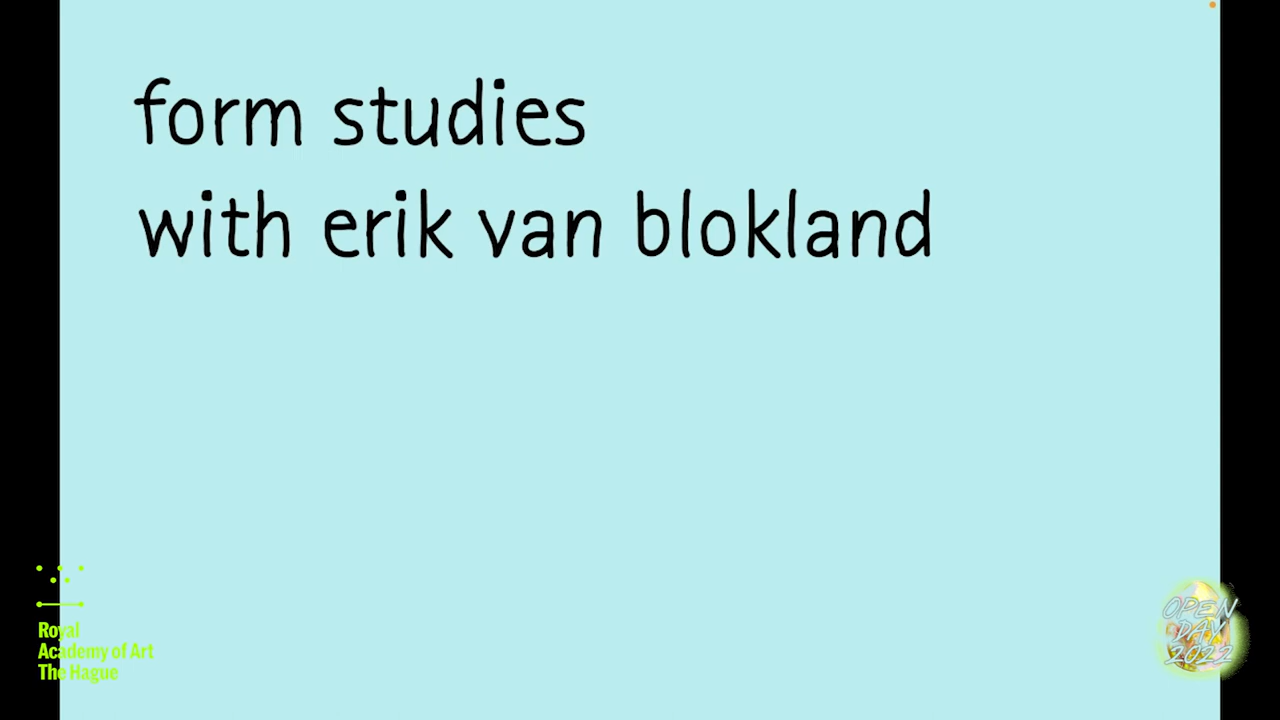 form studies
with erik van blokland
Royal
Academy of Art
The Hague
OPEN
DAY
2022